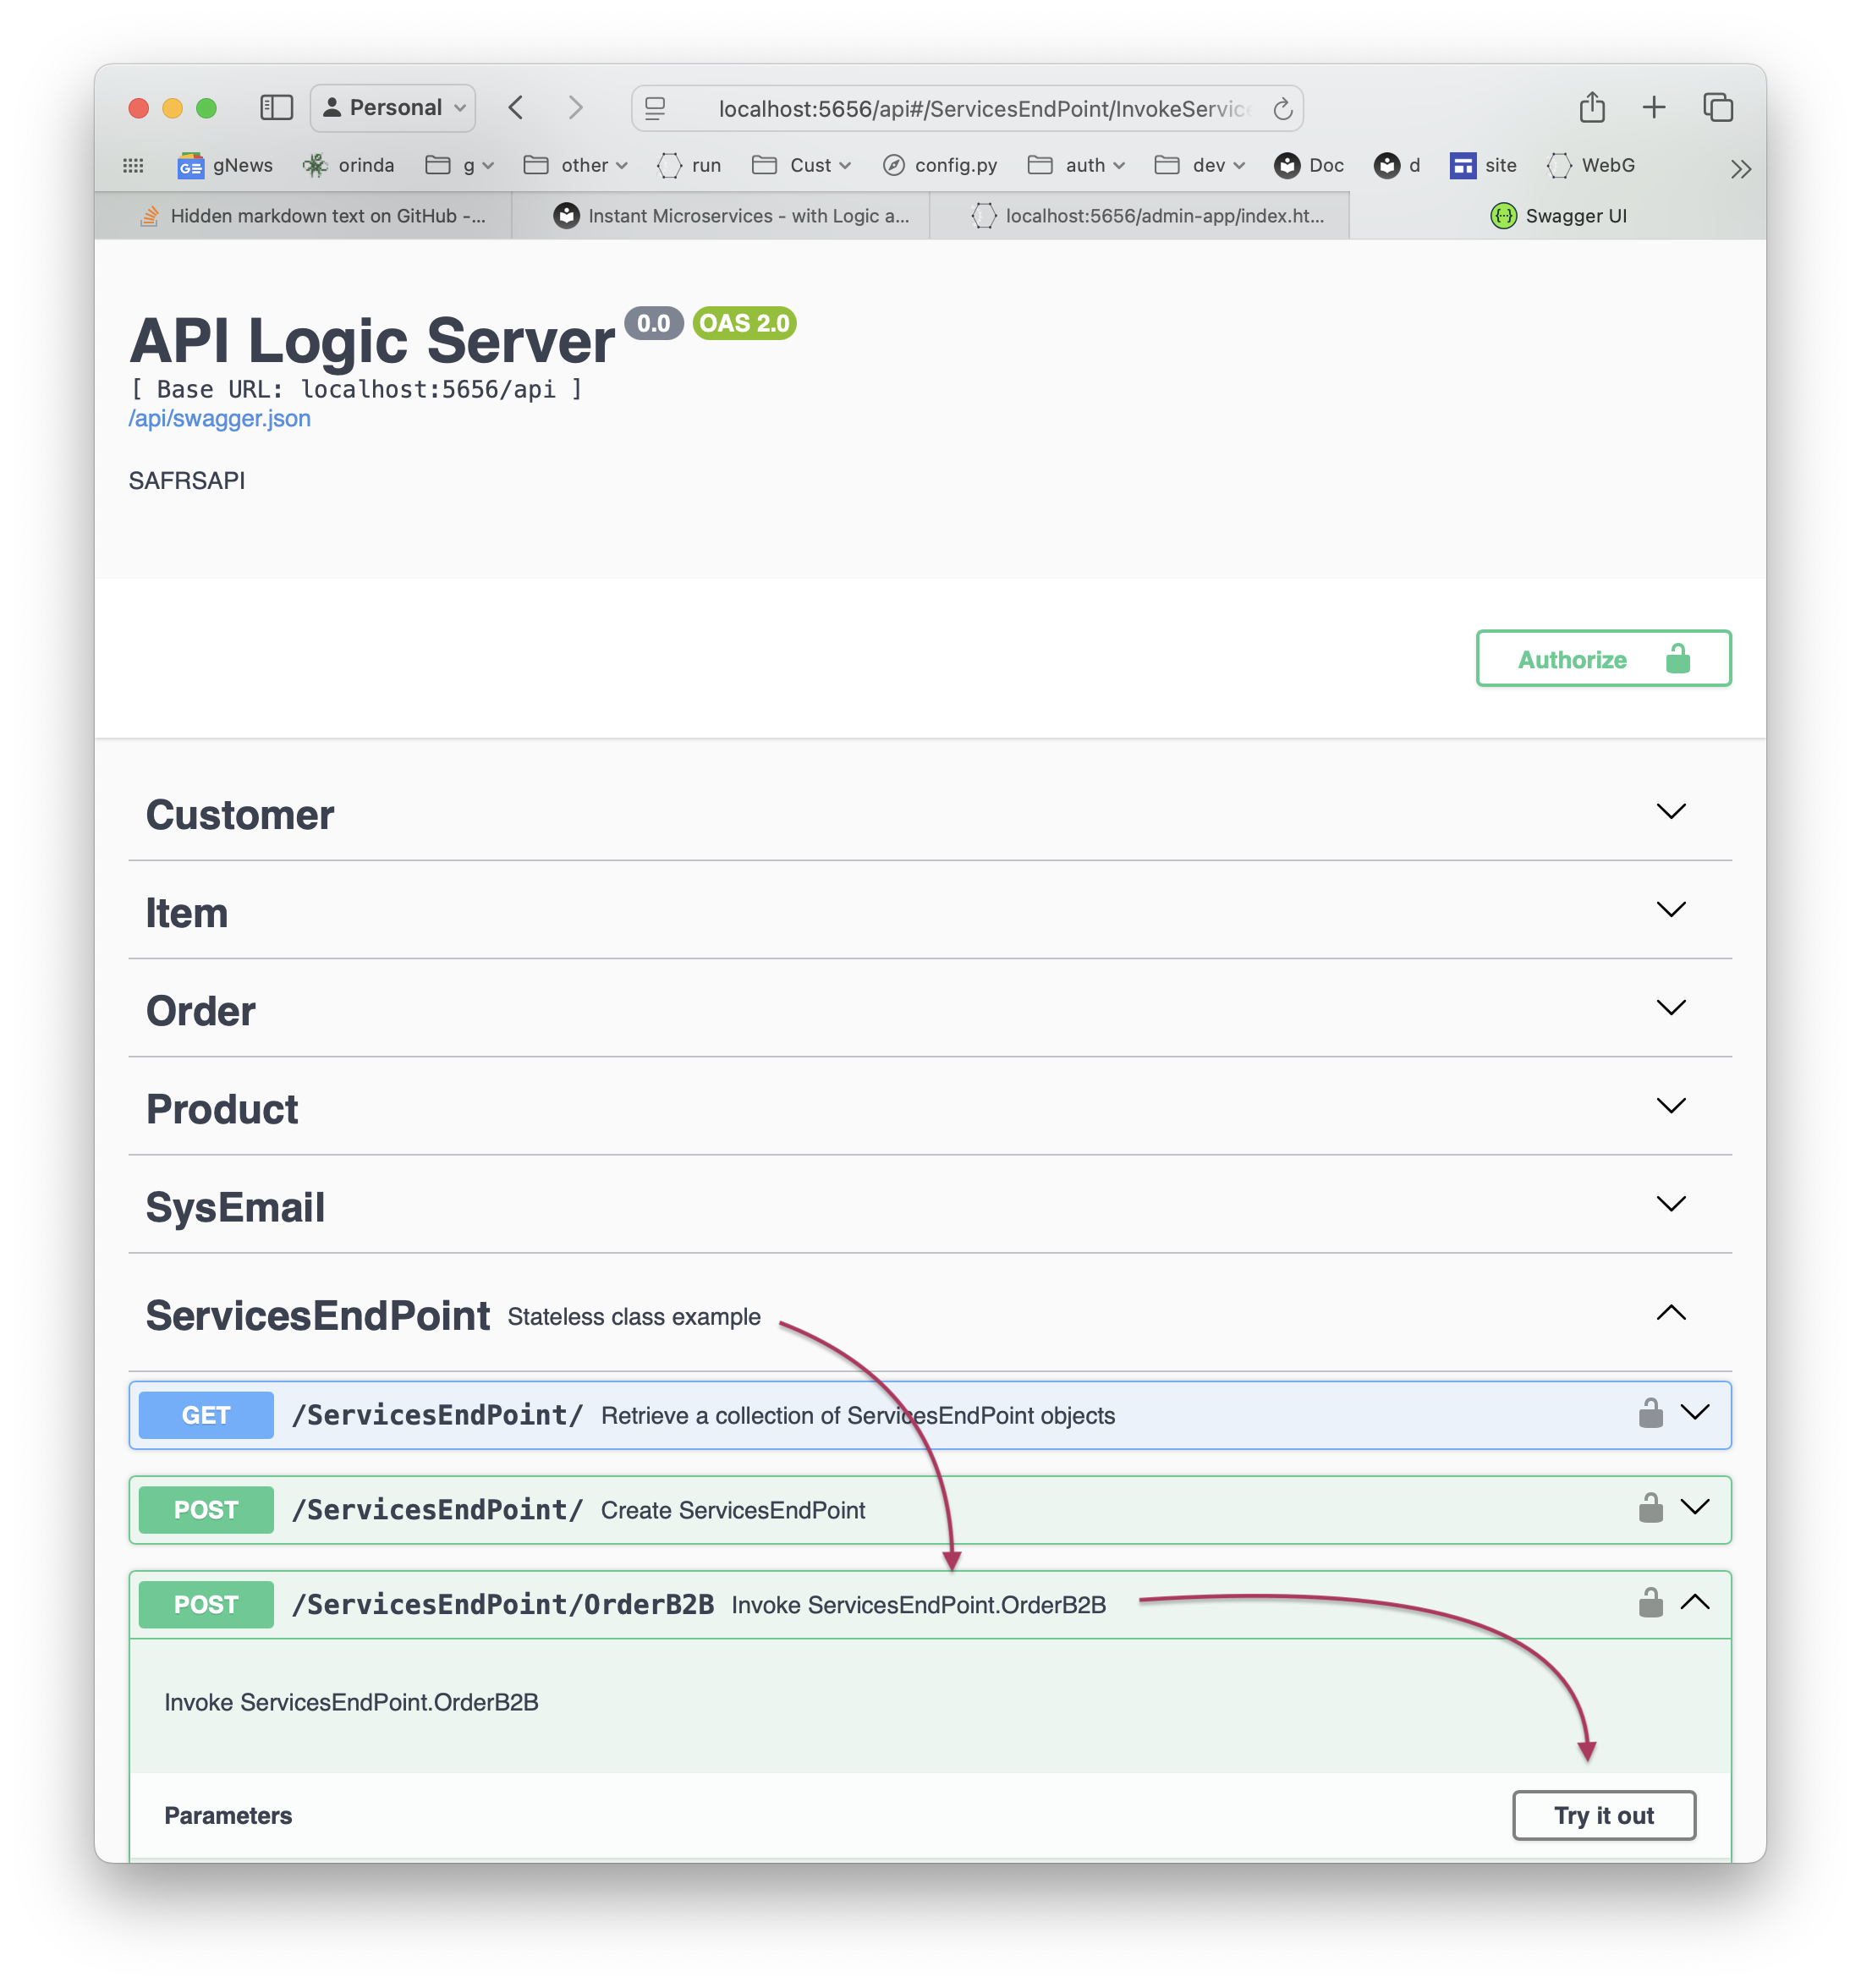 Personal
localhost:5656/api#/ServicesEndPoint/InvokeService
gNews orinda g other run Cust config.py auth dev Doc d site WebG
Hidden markdown text on GitHub -... Instant Microservices - with Logic a... localhost:5656/admin-app/index.ht... Swagger UI
API Logic Server 0.0 OAS 2.0
[ Base URL: localhost:5656/api ]
/api/swagger.json
SAFRSAPI
Authorize
Customer
Item
Order
Product
SysEmail
ServicesEndPoint Stateless class example
GET /ServicesEndPoint/ Retrieve a collection of ServicesEndPoint objects
POST /ServicesEndPoint/ Create ServicesEndPoint
POST /ServicesEndPoint/OrderB2B Invoke ServicesEndPoint.OrderB2B
Invoke ServicesEndPoint.OrderB2B
Parameters Try it out